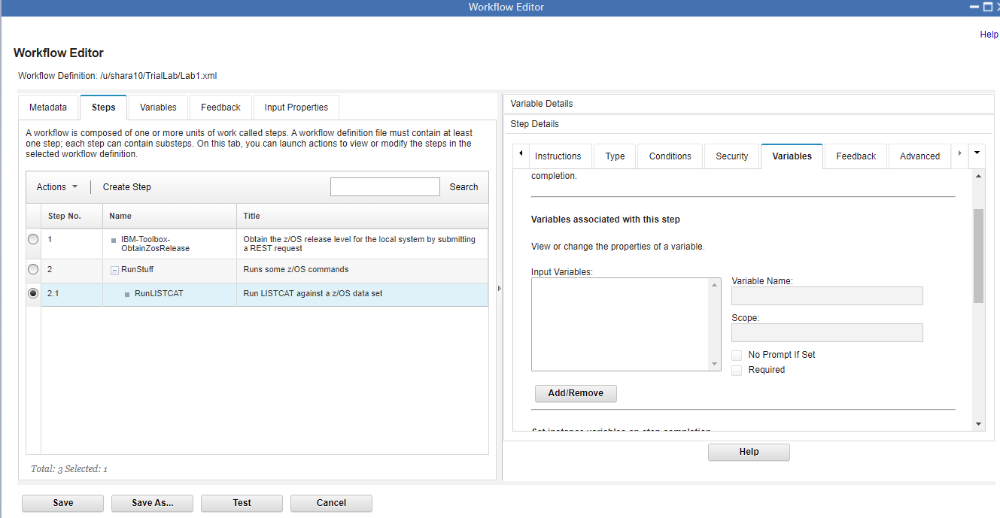 Workflow Editor
Help
Workflow Editor
Workflow Definition: /u/shara10/TrialLab/Lab1.xml
Metadata
Steps
Variables
Feedback
Input Properties
A workflow is composed of one or more units of work called steps. A workflow definition file must contain at least
one step; each step can contain substeps. On this tab, you can launch actions to view or modify the steps in the
selected workflow definition.
Actions
Create Step
Search
Step No.
Name
Title
1
IBM-Toolbox-
ObtainZosRelease
Obtain the z/OS release level for the local system by submitting
a REST request
2
RunStuff
Runs some z/OS commands
2.1
RunLISTCAT
Run LISTCAT against a z/OS data set
Total: 3 Selected: 1
Variable Details
Step Details
Instructions
Type
Conditions
Security
Variables
Feedback
Advanced
completion.
Variables associated with this step
View or change the properties of a variable.
Input Variables:
Variable Name:
Scope:
No Prompt If Set
Required
Add/Remove
Set instance variables on step completion
Help
Save
Save As...
Test
Cancel